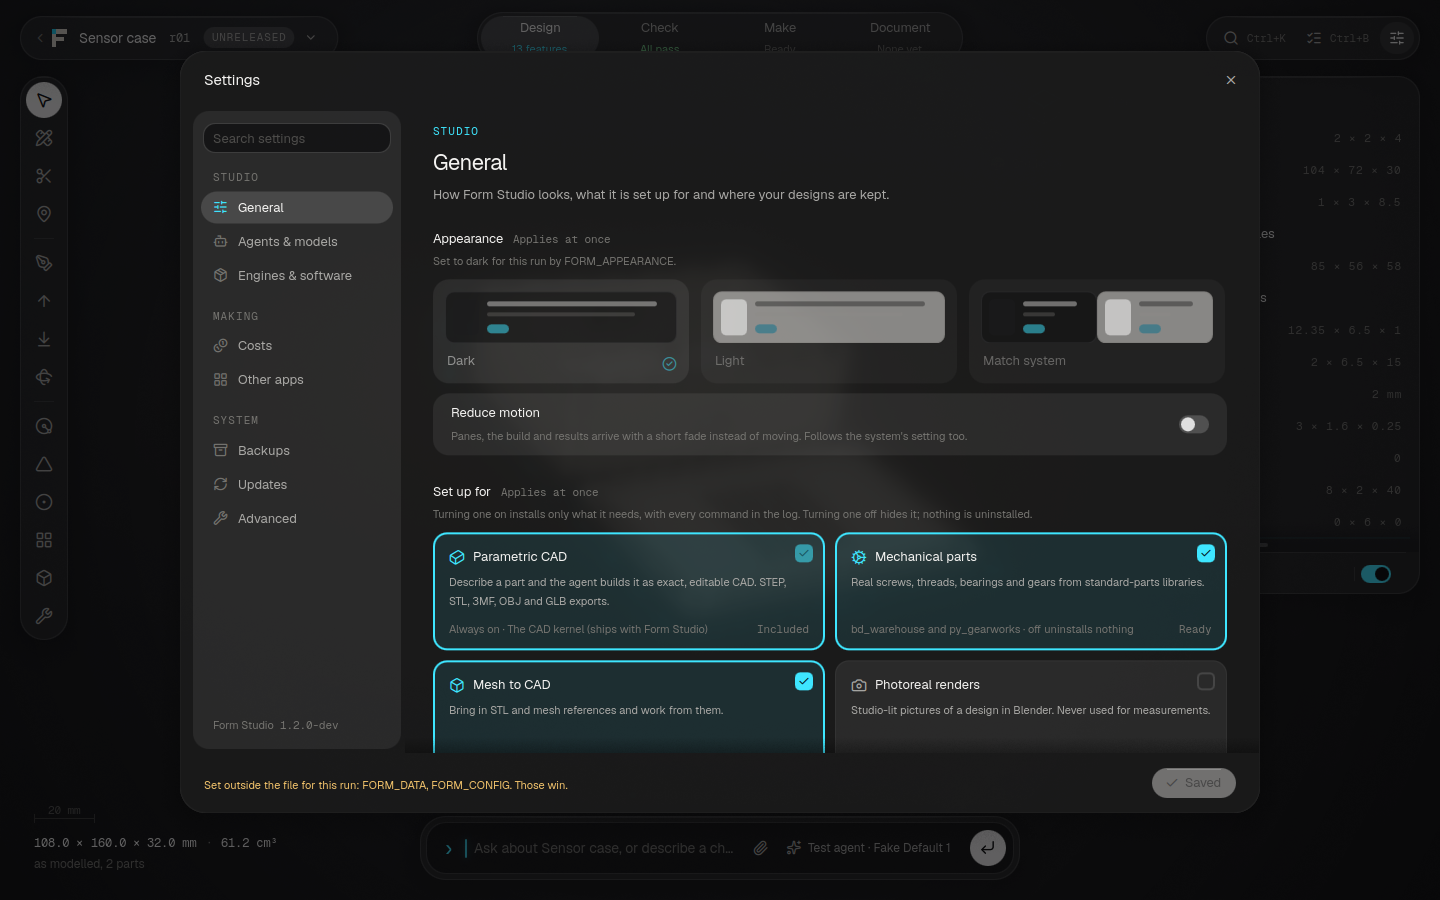 Sensor case r01 UNRELEASED
Design Check Make Document
13 features All pass Ready None yet
Ctrl+K Ctrl+B
Settings
Search settings
STUDIO
General
Agents & models
Engines & software
MAKING
Costs
Other apps
SYSTEM
Backups
Updates
Advanced
Form Studio 1.2.0-dev
STUDIO
General
How Form Studio looks, what it is set up for and where your designs are kept.
Appearance Applies at once
Set to dark for this run by FORM_APPEARANCE.
Dark
Light
Match system
Reduce motion
Panes, the build and results arrive with a short fade instead of moving. Follows the system's setting too.
Set up for Applies at once
Turning one on installs only what it needs, with every command in the log. Turning one off hides it; nothing is uninstalled.
Parametric CAD
Describe a part and the agent builds it as exact, editable CAD. STEP,
STL, 3MF, OBJ and GLB exports.
Always on · The CAD kernel (ships with Form Studio) Included
Mechanical parts
Real screws, threads, bearings and gears from standard-parts libraries.
bd_warehouse and py_gearworks · off uninstalls nothing Ready
Mesh to CAD
Bring in STL and mesh references and work from them.
Photoreal renders
Studio-lit pictures of a design in Blender. Never used for measurements.
Set outside the file for this run: FORM_DATA, FORM_CONFIG. Those win.
Saved
2 × 2 × 4
104 × 72 × 30
1 × 3 × 8.5
es
85 × 56 × 58
s
12.35 × 6.5 × 1
2 × 6.5 × 15
2 mm
3 × 1.6 × 0.25
0
8 × 2 × 40
0 × 6 × 0
20 mm
108.0 × 160.0 × 32.0 mm · 61.2 cm³
as modelled, 2 parts
Ask about Sensor case, or describe a ch…
Test agent · Fake Default 1